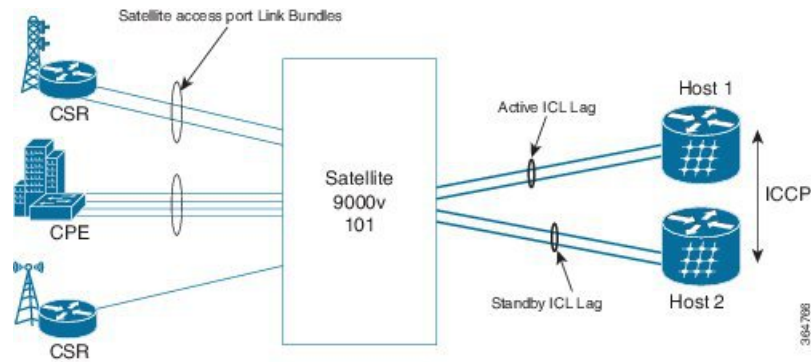 Satellite access port Link Bundles
CSR
CPE
CSR
Satellite
9000v
101
Active ICL Lag
Standby ICL Lag
Host 1
ICCP
Host 2
364766